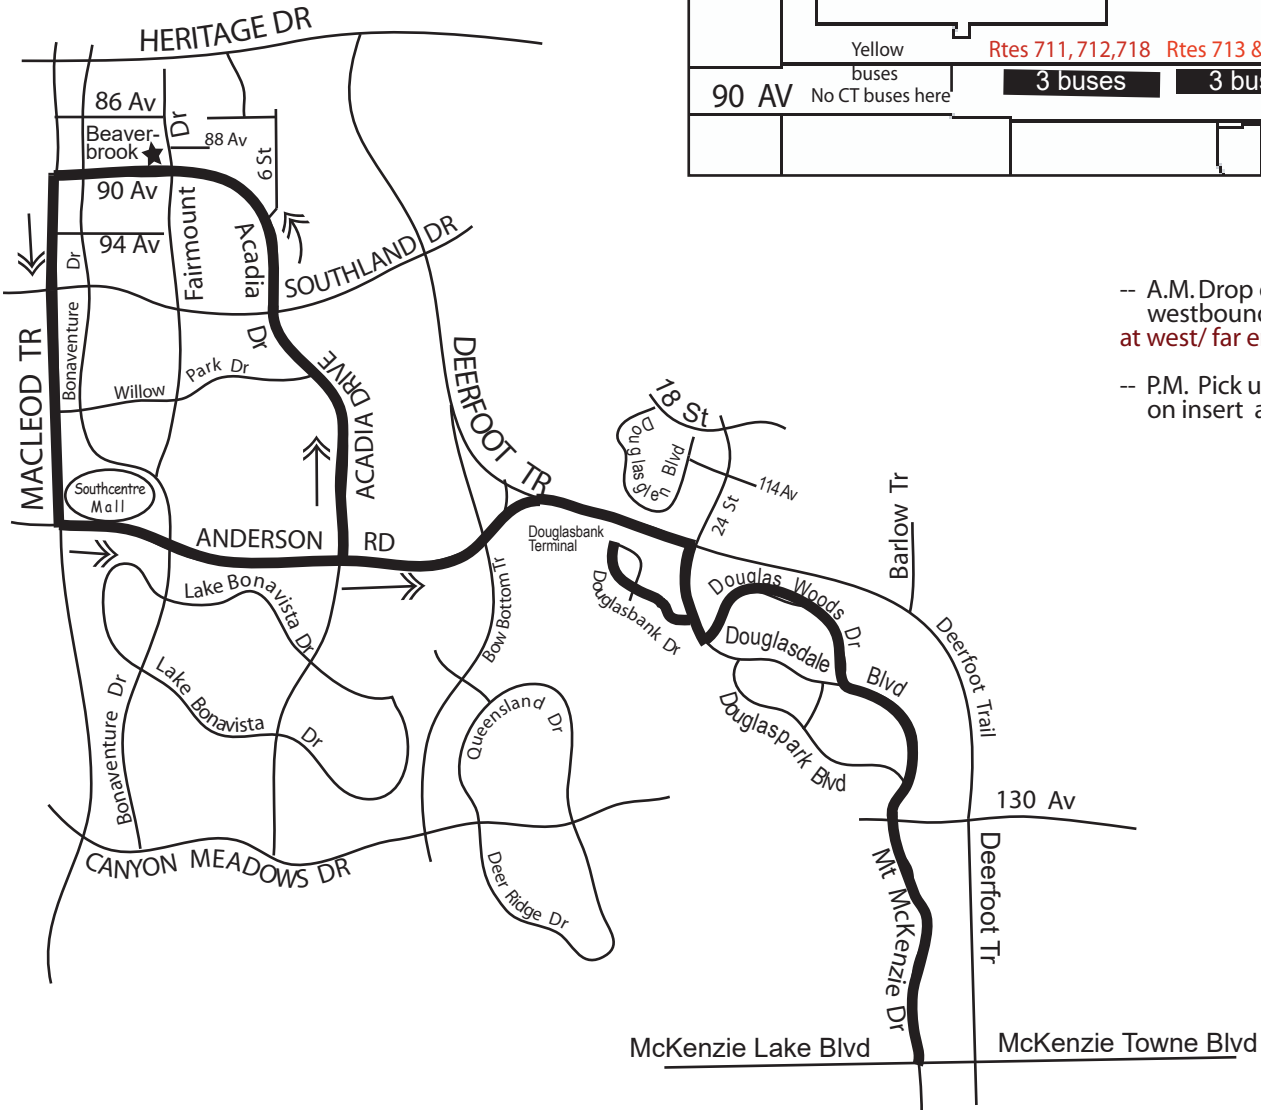 HERITAGE DR
86 Av
Beaver-
brook
Dr
88 Av
6 St
90 Av
Fairmount
94 Av
Dr
Acadia
SOUTHLAND DR
MACLEOD TR
Bonaventure
Dr
Willow Park Dr
ACADIA DRIVE
DEERFOOT TR
Southcentre
Mall
ANDERSON RD
18 St
Douglasglen
Blvd
114 Av
24 St
Barlow Tr
Douglasbank
Terminal
Douglasbank Dr
Douglas Woods Dr
Douglasdale Blvd
Deerfoot Trail
Lake Bonavista Dr
Bow Bottom Tr
Lake Bonavista Dr
Bonaventure Dr
Queensland Dr
Douglaspark Blvd
130 Av
CANYON MEADOWS DR
Deer Ridge Dr
Mt McKenzie Dr
Deerfoot Tr
McKenzie Lake Blvd
McKenzie Towne Blvd
Yellow
buses
No CT buses here
Rtes 711,712,718 Rtes 713 &
90 AV
3 buses
3 bus
-- A.M. Drop
westbound
at west/ far e
-- P.M. Pick u
on insert a